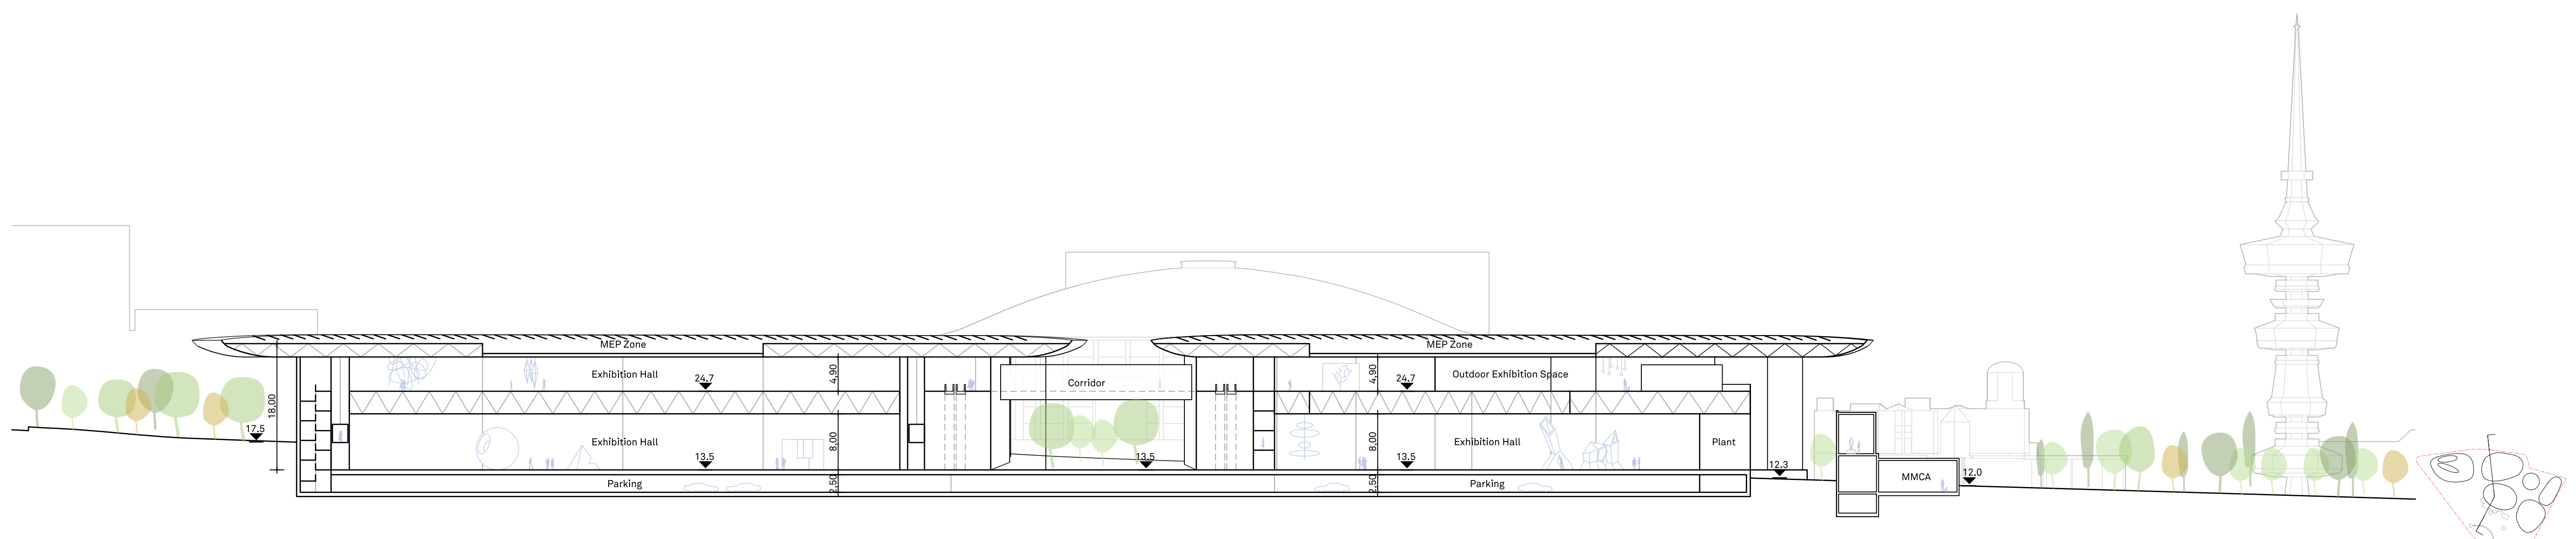 MEP Zone
MEP Zone
Exhibition Hall
24.7
4.90
Corridor
4.90
24.7
Outdoor Exhibition Space
18.00
17.5
Exhibition Hall
8.00
8.00
Exhibition Hall
Plant
13.5
13.5
13.5
12.3
12.0
MMCA
Parking
2.50
2.50
Parking